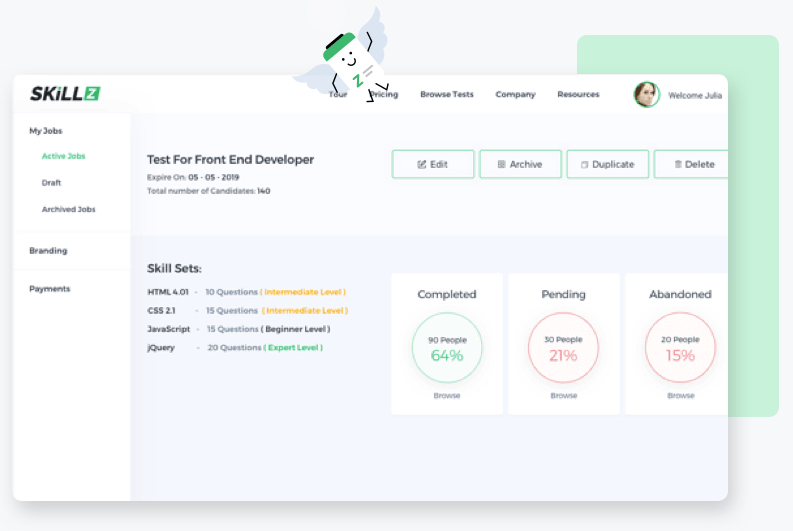 SKiLLZ
Tour Pricing Browse Tests Company Resources Welcome Julia
My Jobs
Active Jobs
Draft
Archived Jobs
Branding
Payments
Test For Front End Developer
Expire On: 05 - 05 - 2019
Total number of Candidates: 140
Edit Archive Duplicate Delete
Skill Sets:
HTML 4.01 - 10 Questions ( Intermediate Level )
CSS 2.1 - 15 Questions ( Intermediate Level )
JavaScript - 15 Questions ( Beginner Level )
jQuery - 20 Questions ( Expert Level )
Completed
90 People
64%
Browse
Pending
30 People
21%
Browse
Abandoned
20 People
15%
Browse
Z